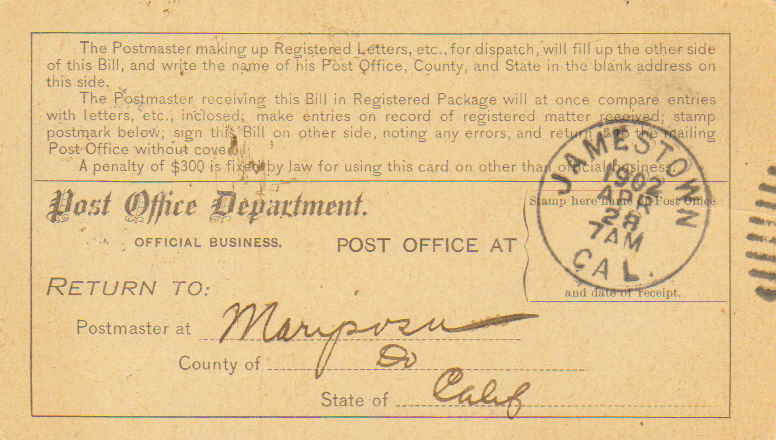 The Postmaster making up Registered Letters, etc., for dispatch, will fill up the other side
of this Bill, and write the name of his Post Office, County, and State in the blank address on
this side.
The Postmaster receiving this Bill in Registered Package will at once compare entries
with letters, etc., inclosed; make entries on record of registered matter received; stamp
postmark below; sign this Bill on other side, noting any errors, and return to the mailing
Post Office without cover.
A penalty of $300 is fixed by law for using this card on other than official business.
Post Office Department.
OFFICIAL BUSINESS.
POST OFFICE AT
Stamp here name of Post Office
and date of receipt.
JAMESTOWN
1902
APR
28
7AM
CAL.
RETURN TO:
Postmaster at Mariposa
County of Do
State of Calif